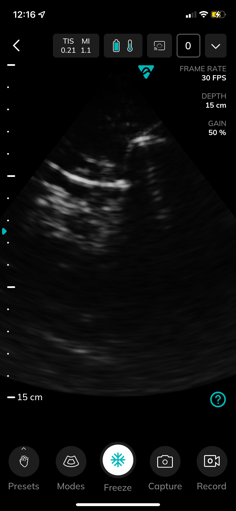 12:16
TIS MI
0.21 1.1
0
FRAME RATE
30 FPS
DEPTH
15 cm
GAIN
50 %
15 cm
?
Presets
Modes
Freeze
Capture
Record